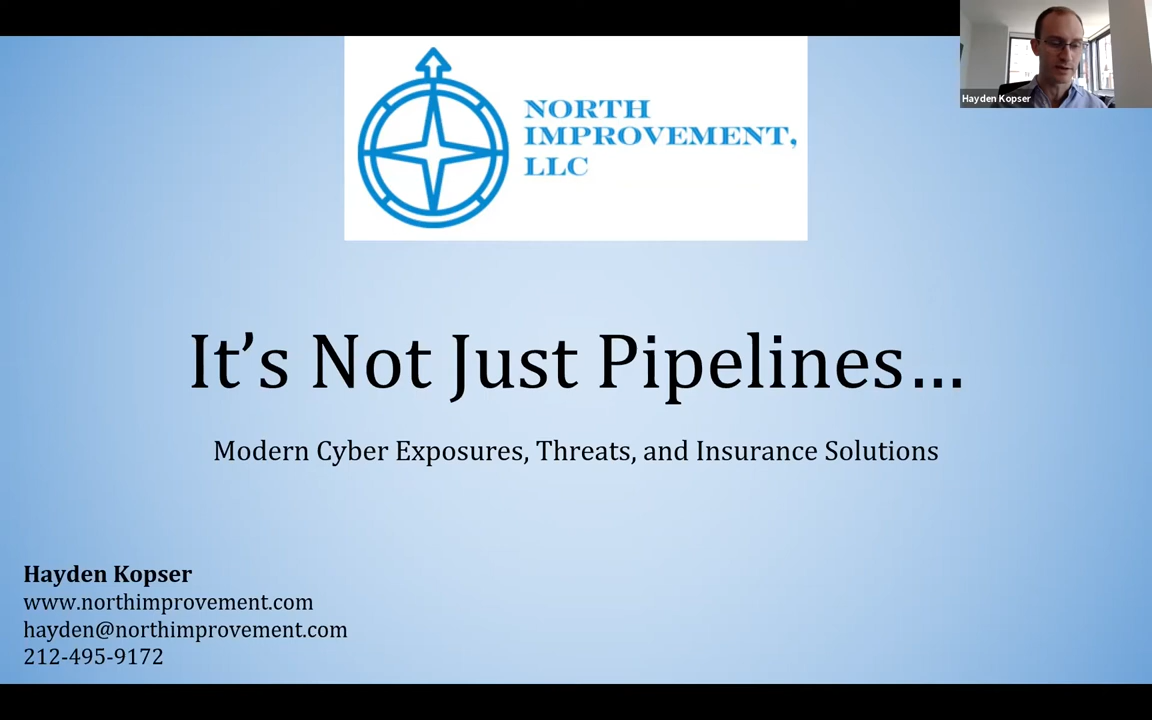 NORTH
IMPROVEMENT,
LLC
Hayden Kopser
It’s Not Just Pipelines…
Modern Cyber Exposures, Threats, and Insurance Solutions
Hayden Kopser
www.northimprovement.com
hayden@northimprovement.com
212-495-9172